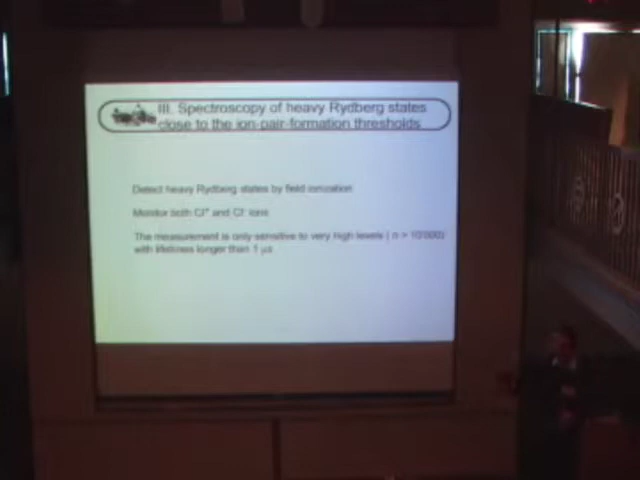 III. Spectroscopy of heavy Rydberg states
close to the ion-pair-formation thresholds
Detect heavy Rydberg states by field ionization
Monitor both Cl⁺ and Cl⁻ ions
The measurement is only sensitive to very high levels ( n > 10'000)
with lifetimes longer than 1 µs